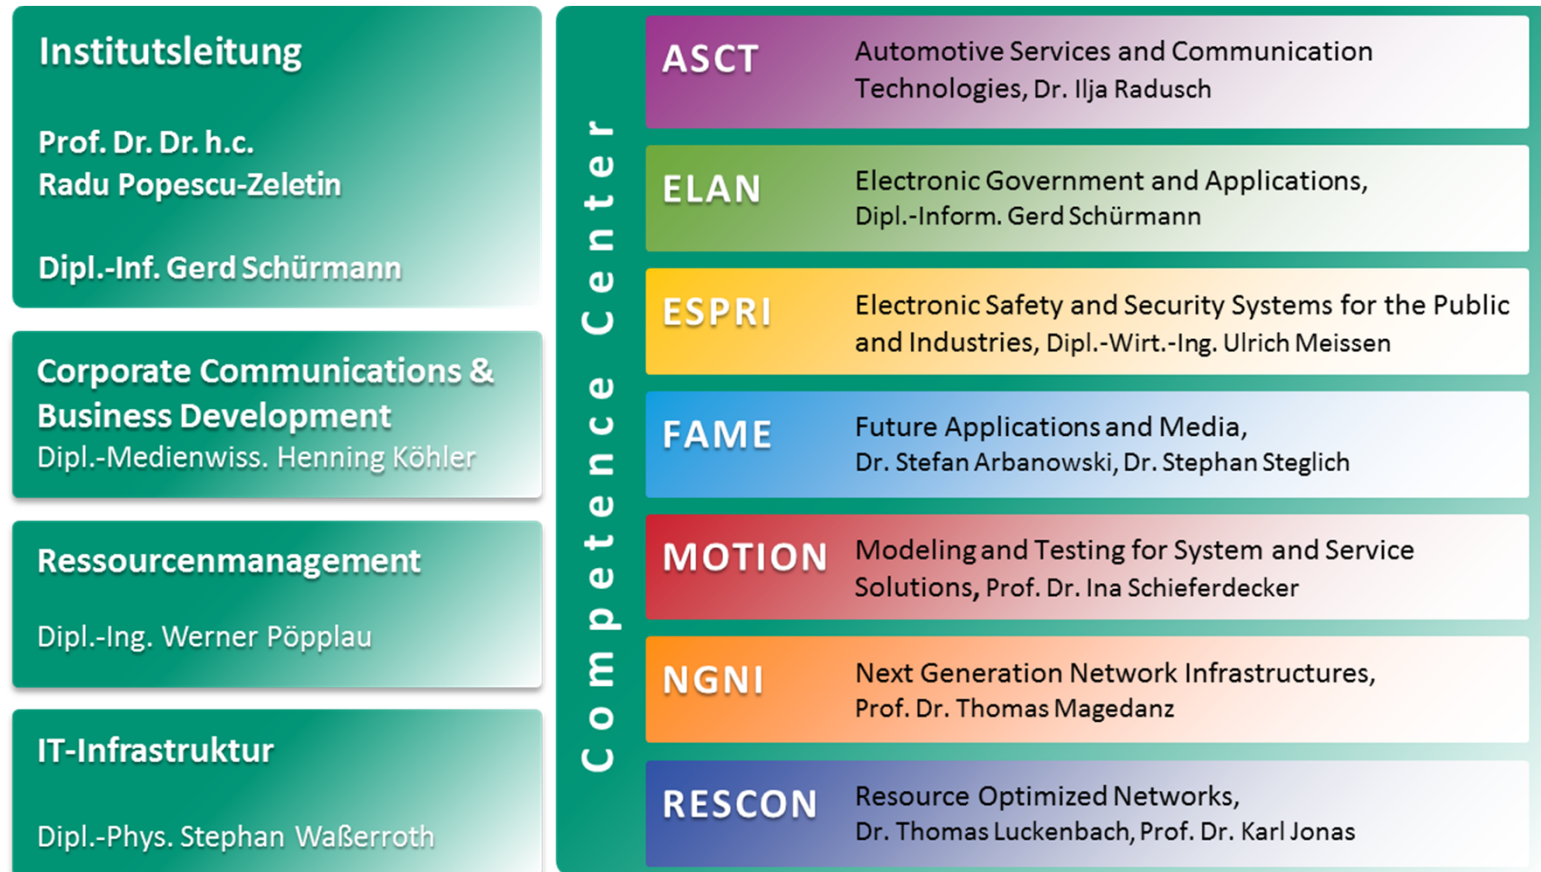 Institutsleitung
Prof. Dr. Dr. h.c.
Radu Popescu-Zeletin
Dipl.-Inf. Gerd Schürmann
Corporate Communications &
Business Development
Dipl.-Medienwiss. Henning Köhler
Ressourcenmanagement
Dipl.-Ing. Werner Pöpplau
IT-Infrastruktur
Dipl.-Phys. Stephan Waßerroth
Competence Center
ASCT
Automotive Services and Communication
Technologies, Dr. Ilja Radusch
ELAN
Electronic Government and Applications,
Dipl.-Inform. Gerd Schürmann
ESPRI
Electronic Safety and Security Systems for the Public
and Industries, Dipl.-Wirt.-Ing. Ulrich Meissen
FAME
Future Applications and Media,
Dr. Stefan Arbanowski, Dr. Stephan Steglich
MOTION
Modeling and Testing for System and Service
Solutions, Prof. Dr. Ina Schieferdecker
NGNI
Next Generation Network Infrastructures,
Prof. Dr. Thomas Magedanz
RESCON
Resource Optimized Networks,
Dr. Thomas Luckenbach, Prof. Dr. Karl Jonas